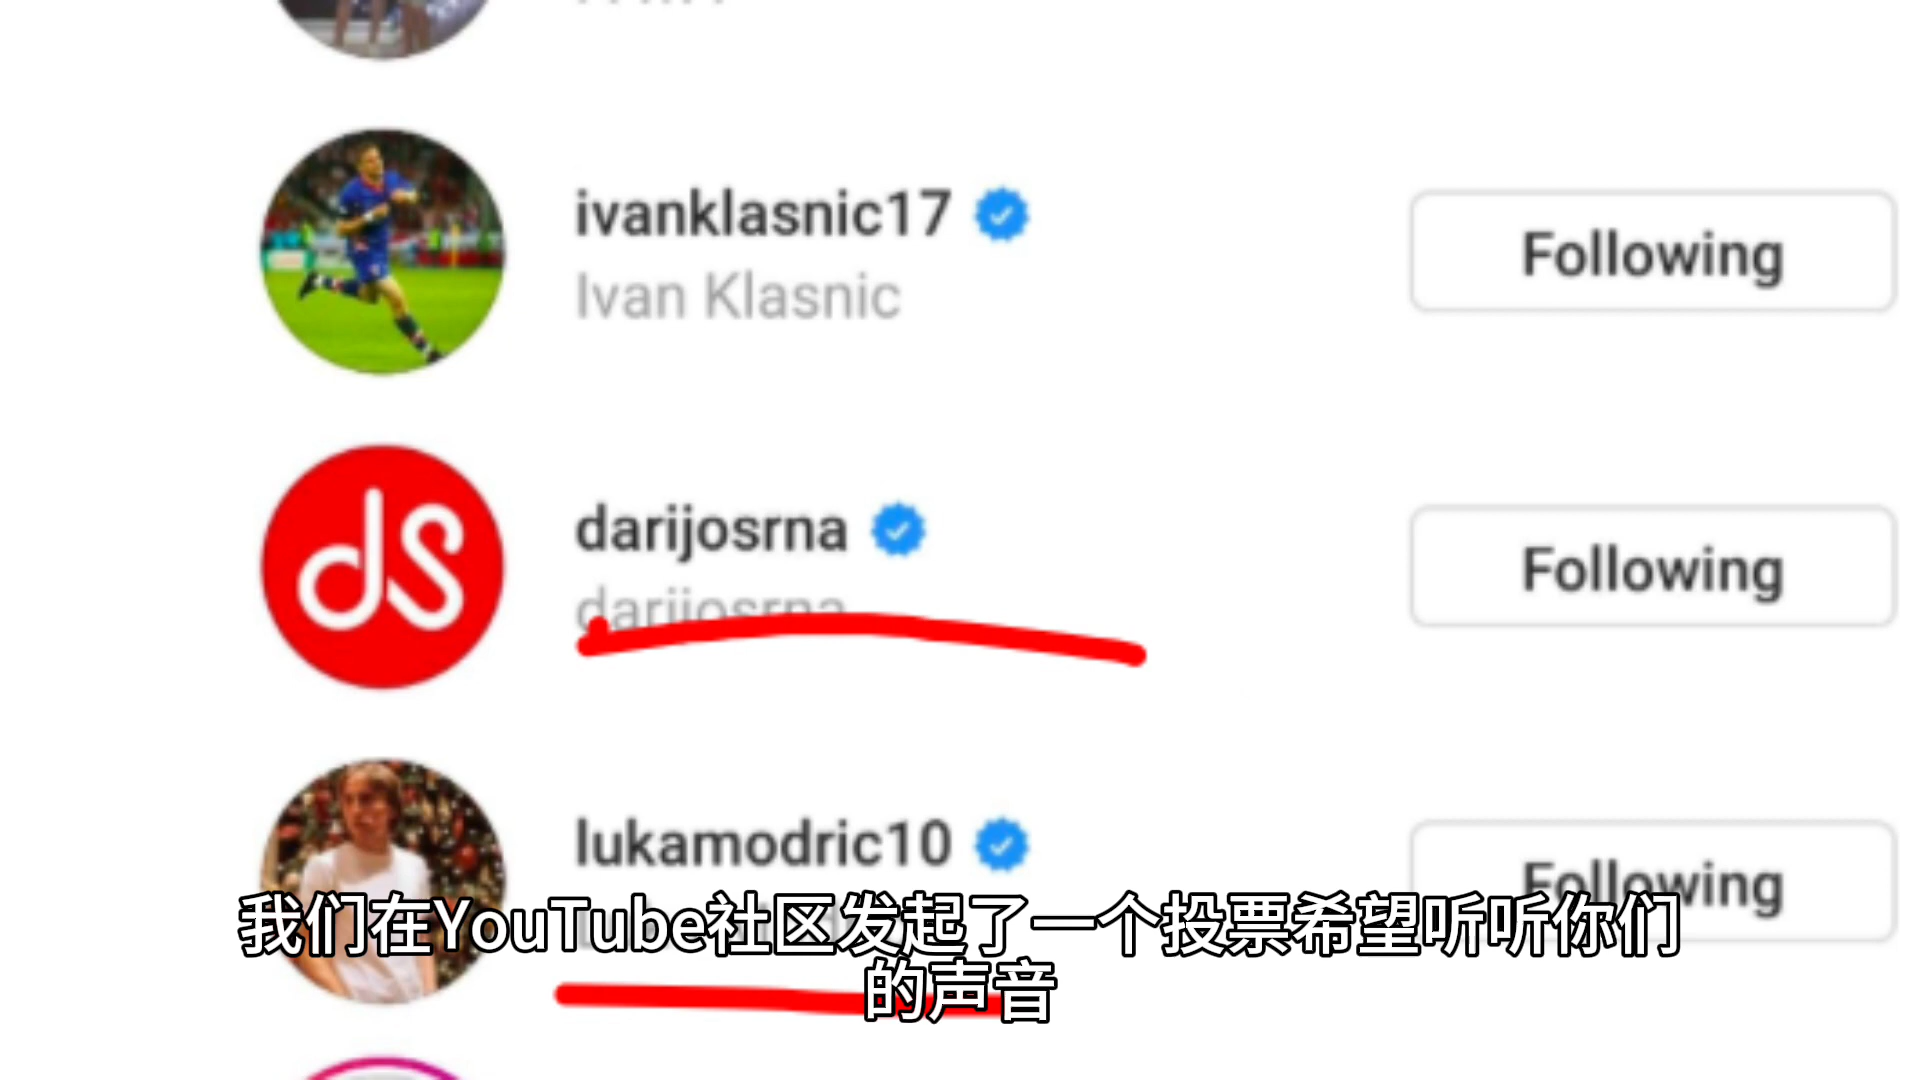 ivanklasnic17
Ivan Klasnic
Following
dS
darijosrna
darijosrna
Following
lukamodric10
Following
我们在YouTube社区发起了一个投票希望听听你们
的声音